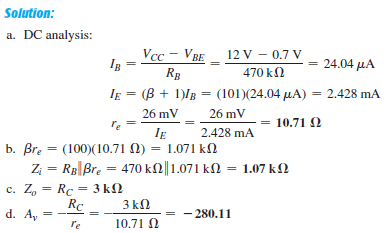 Solution:
a. DC analysis:
I_B = (V_CC − V_BE) / R_B = (12 V − 0.7 V) / 470 kΩ = 24.04 μA
I_E = (β + 1)I_B = (101)(24.04 μA) = 2.428 mA
r_e = 26 mV / I_E = 26 mV / 2.428 mA = 10.71 Ω
b. βr_e = (100)(10.71 Ω) = 1.071 kΩ
Z_i = R_B‖βr_e = 470 kΩ‖1.071 kΩ = 1.07 kΩ
c. Z_o = R_C = 3 kΩ
d. A_v = −R_C / r_e = − 3 kΩ / 10.71 Ω = −280.11